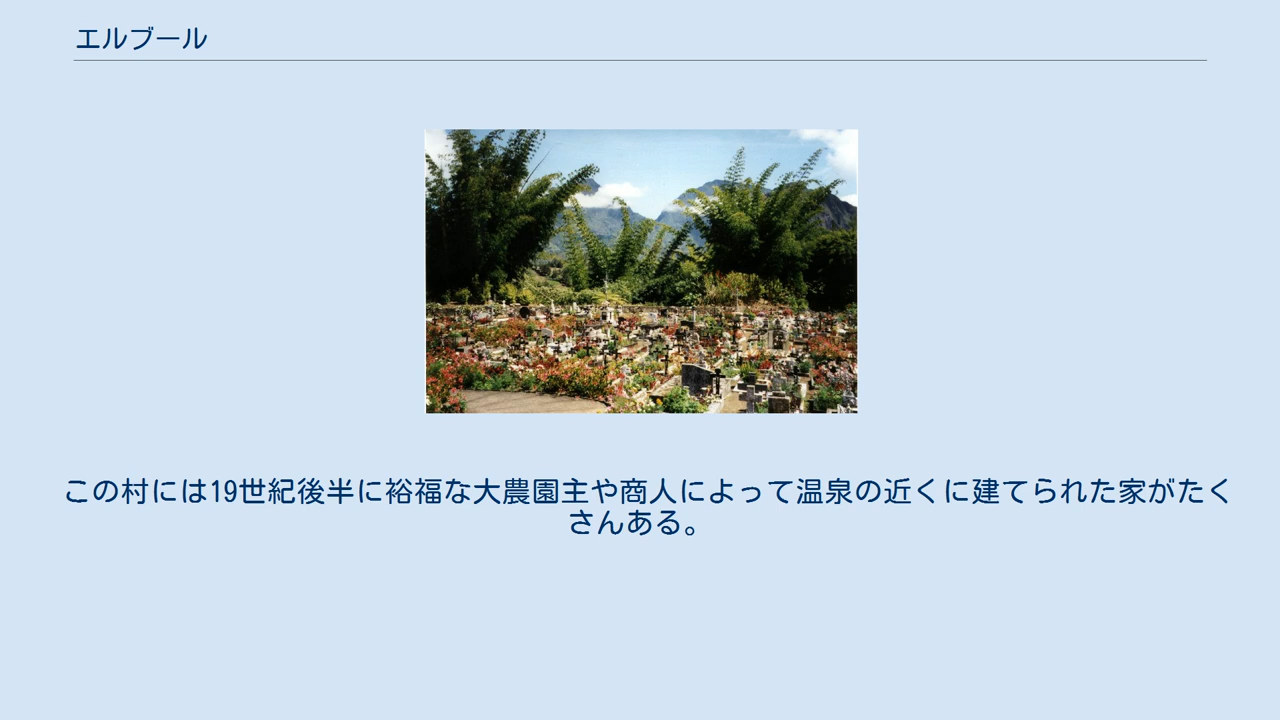 エルブール
この村には19世紀後半に裕福な大農園主や商人によって温泉の近くに建てられた家がたく
さんある。